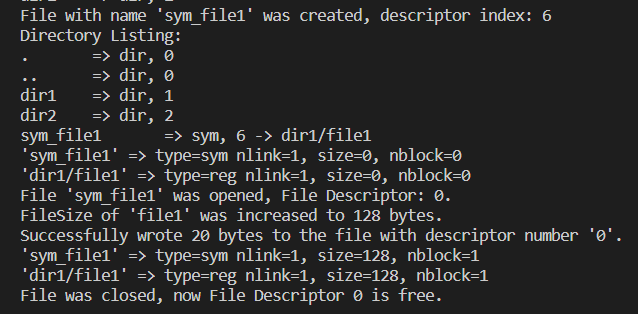 File with name 'sym_file1' was created, descriptor index: 6
Directory Listing:
.      => dir, 0
..     => dir, 0
dir1   => dir, 1
dir2   => dir, 2
sym_file1      => sym, 6 -> dir1/file1
'sym_file1' => type=sym nlink=1, size=0, nblock=0
'dir1/file1' => type=reg nlink=1, size=0, nblock=0
File 'sym_file1' was opened, File Descriptor: 0.
FileSize of 'file1' was increased to 128 bytes.
Successfully wrote 20 bytes to the file with descriptor number '0'.
'sym_file1' => type=sym nlink=1, size=128, nblock=1
'dir1/file1' => type=reg nlink=1, size=128, nblock=1
File was closed, now File Descriptor 0 is free.